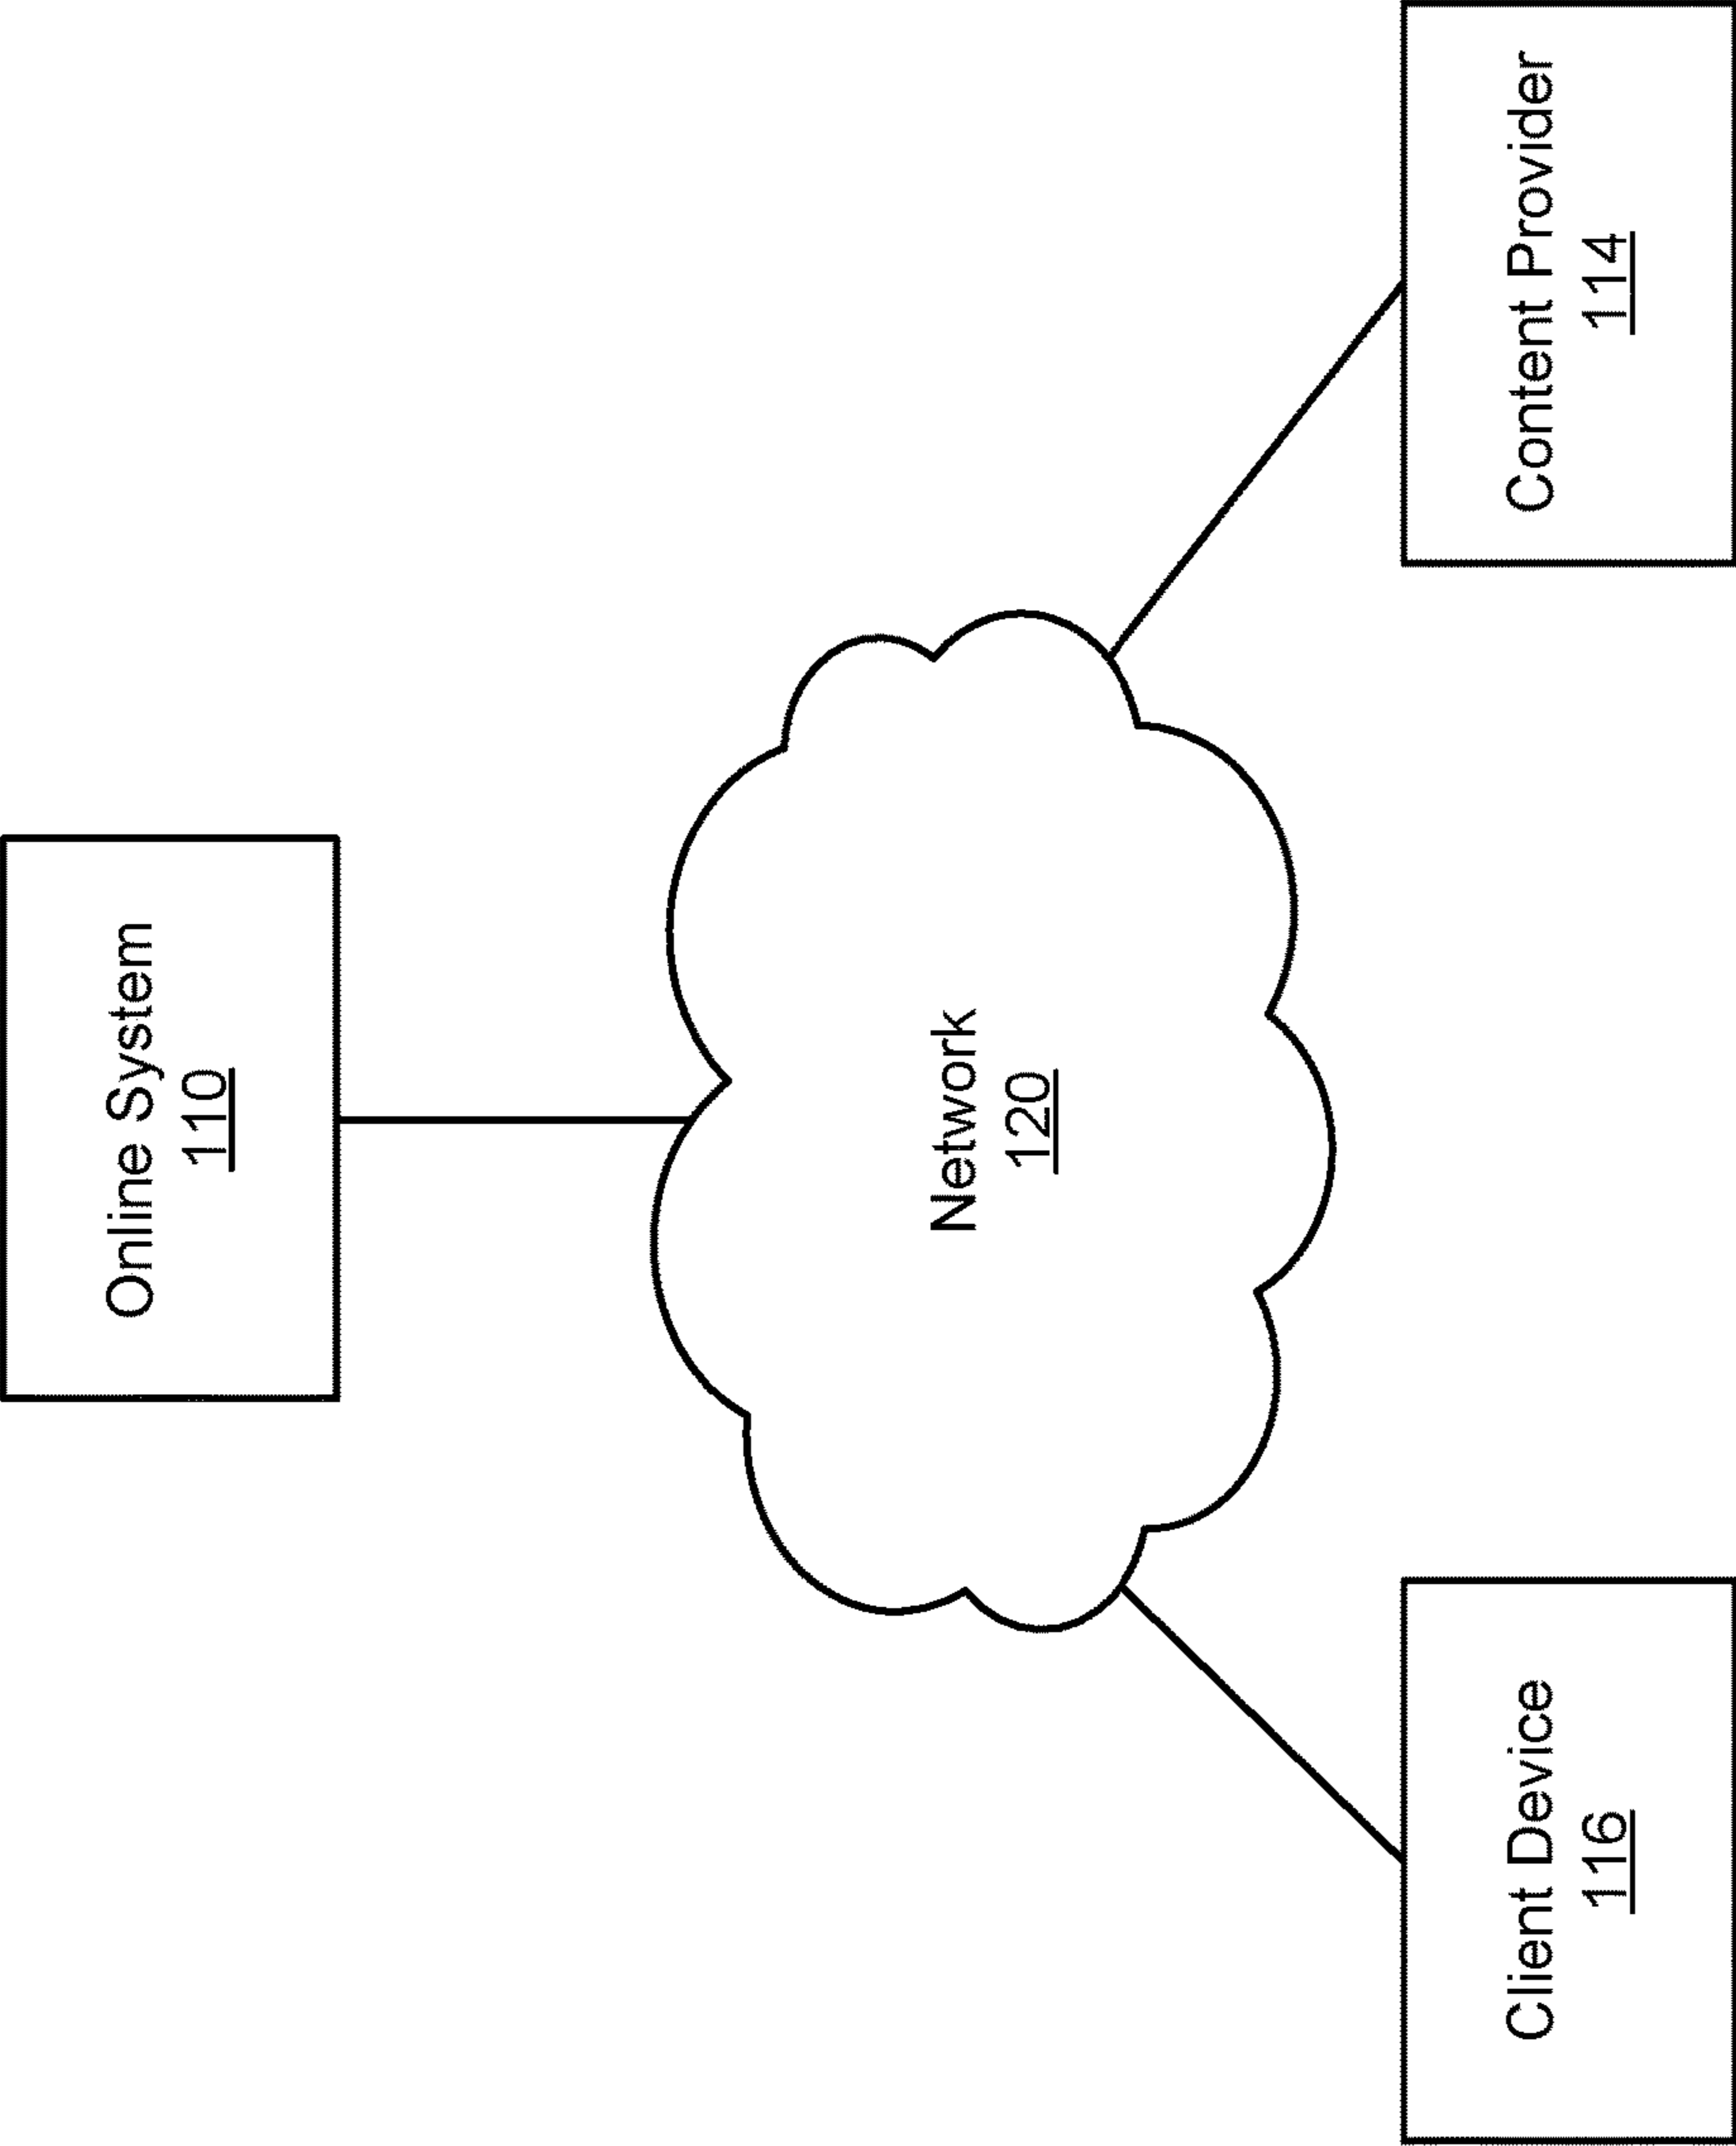 Online System
110
Network
120
Client Device
116
Content Provider
114